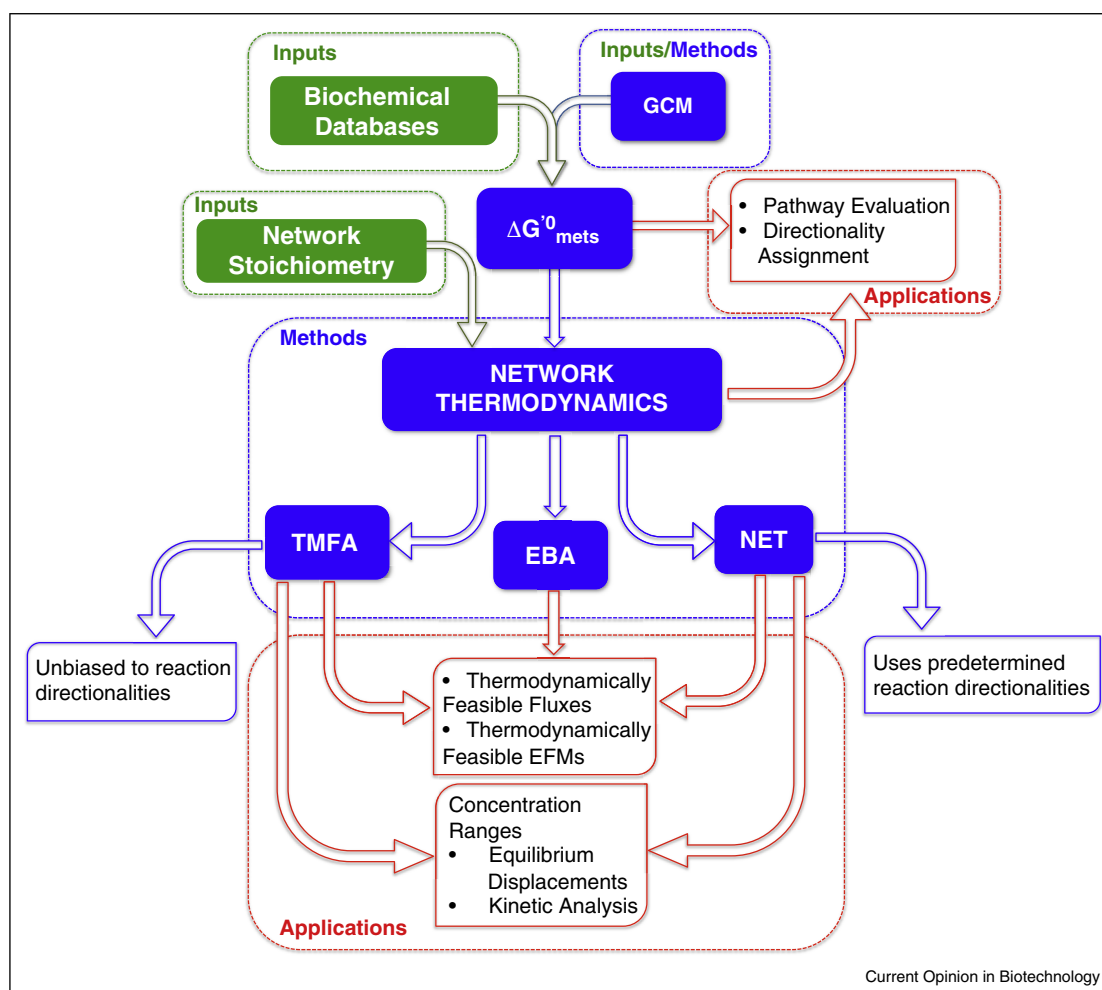 Inputs
Biochemical
Databases
Inputs/Methods
GCM
Inputs
Network
Stoichiometry
ΔG'⁰mets
• Pathway Evaluation
• Directionality
Assignment
Applications
Methods
NETWORK
THERMODYNAMICS
TMFA
EBA
NET
Unbiased to reaction
directionalities
Uses predetermined
reaction directionalities
• Thermodynamically
Feasible Fluxes
• Thermodynamically
Feasible EFMs
Concentration
Ranges
• Equilibrium
Displacements
• Kinetic Analysis
Applications
Current Opinion in Biotechnology